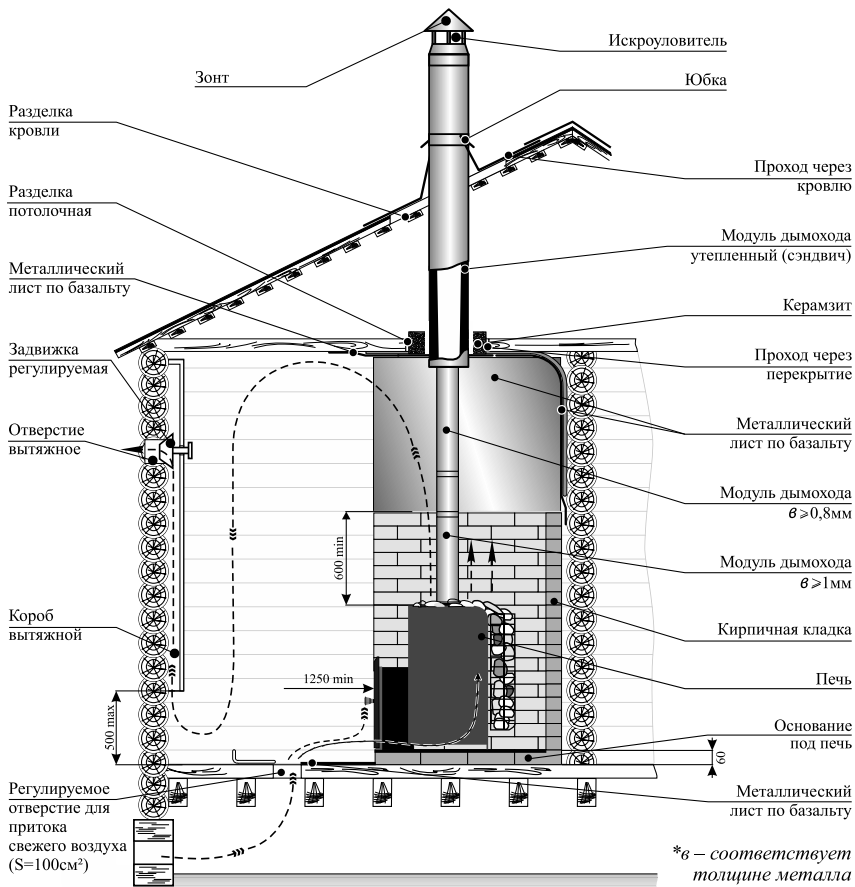 Зонт
Разделка
кровли
Разделка
потолочная
Металлический
лист по базальту
Задвижка
регулируемая
Отверстие
вытяжное
Короб
вытяжной
500 max
Регулируемое
отверстие для
притока
свежего воздуха
(S=100см²)
600 min
1250 min
Искроуловитель
Юбка
Проход через
кровлю
Модуль дымохода
утепленный (сэндвич)
Керамзит
Проход через
перекрытие
Металлический
лист по базальту
Модуль дымохода
в⩾0,8мм
Модуль дымохода
в⩾1мм
Кирпичная кладка
Печь
Основание
под печь
60
Металлический
лист по базальту
*в – соответствует
толщине металла